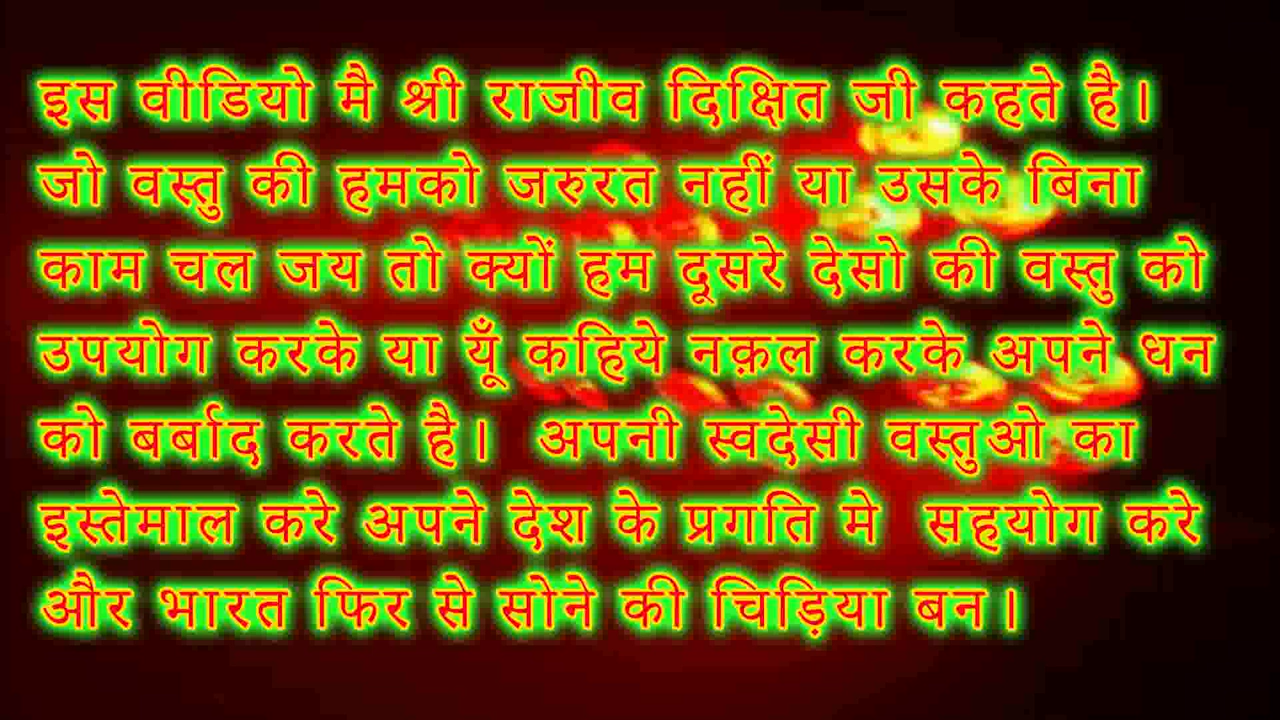 इस वीडियो मै श्री राजीव दिक्षित जी कहते है।
जो वस्तु की हमको जरुरत नहीं या उसके बिना
काम चल जय तो क्यों हम दूसरे देसो की वस्तु को
उपयोग करके या यूँ कहिये नक़ल करके अपने धन
को बर्बाद करते है। अपनी स्वदेसी वस्तुओ का
इस्तेमाल करे अपने देश के प्रगति मे सहयोग करे
और भारत फिर से सोने की चिड़िया बन।